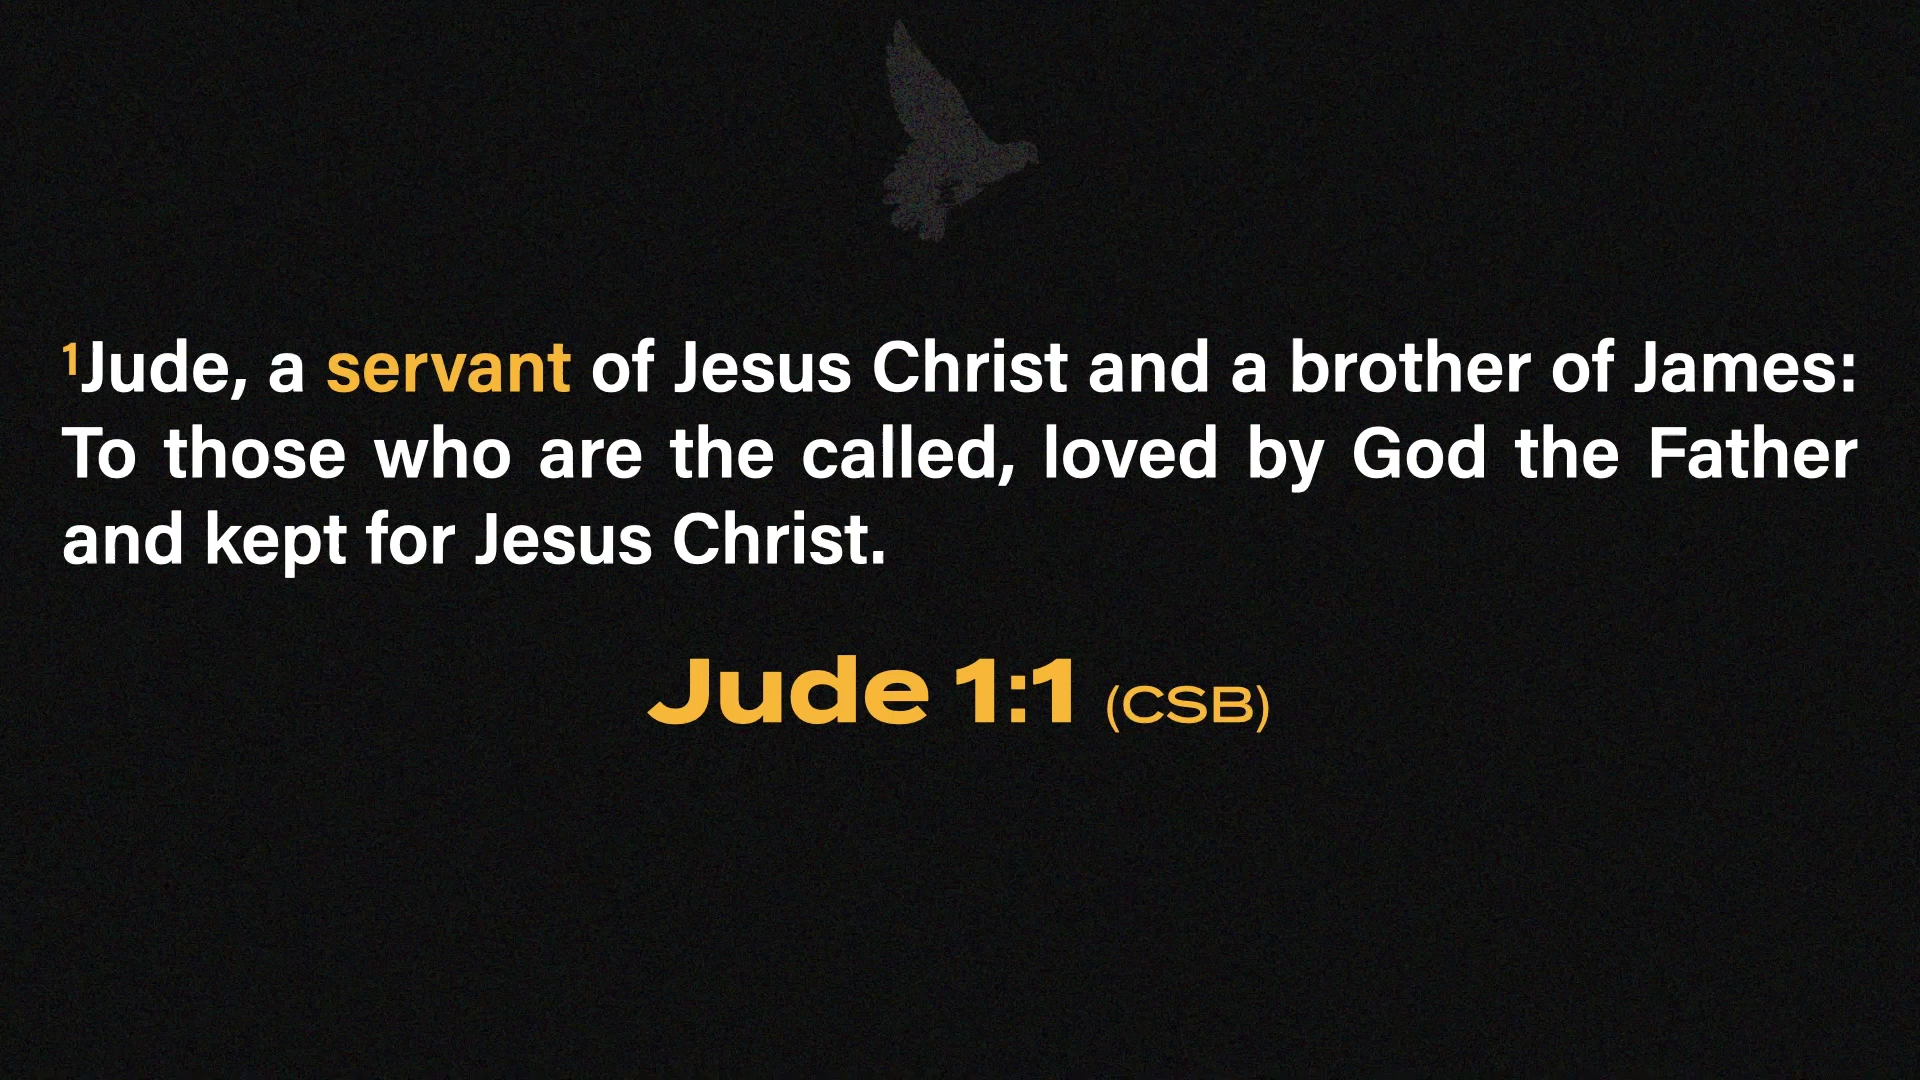 ¹Jude, a servant of Jesus Christ and a brother of James:
To those who are the called, loved by God the Father
and kept for Jesus Christ.
Jude 1:1 (CSB)